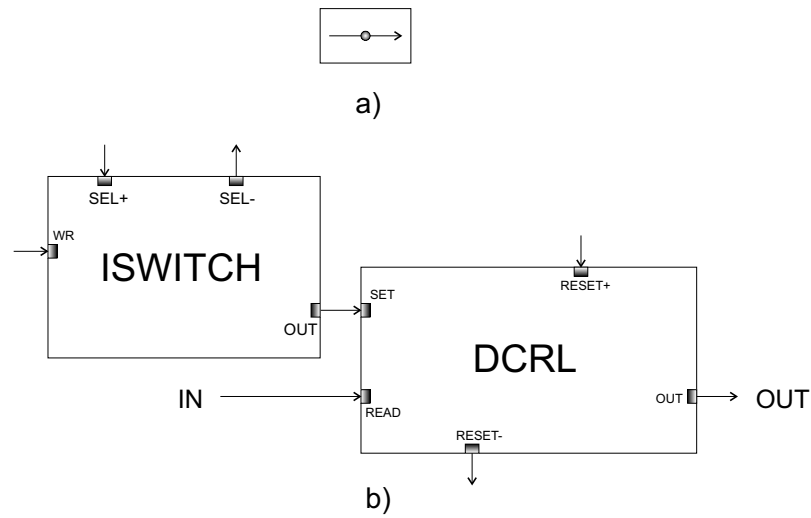 a)
SEL+ SEL-
WR
ISWITCH
OUT
SET
RESET+
DCRL
IN
READ
OUT
OUT
RESET-
b)